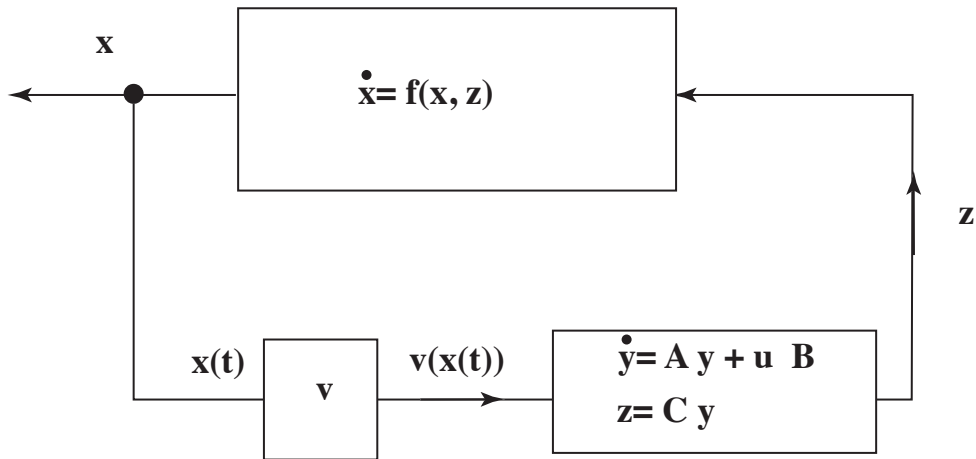 x
ẋ= f(x, z)
z
x(t)
v
v(x(t))
ẏ= A y + u B
z= C y